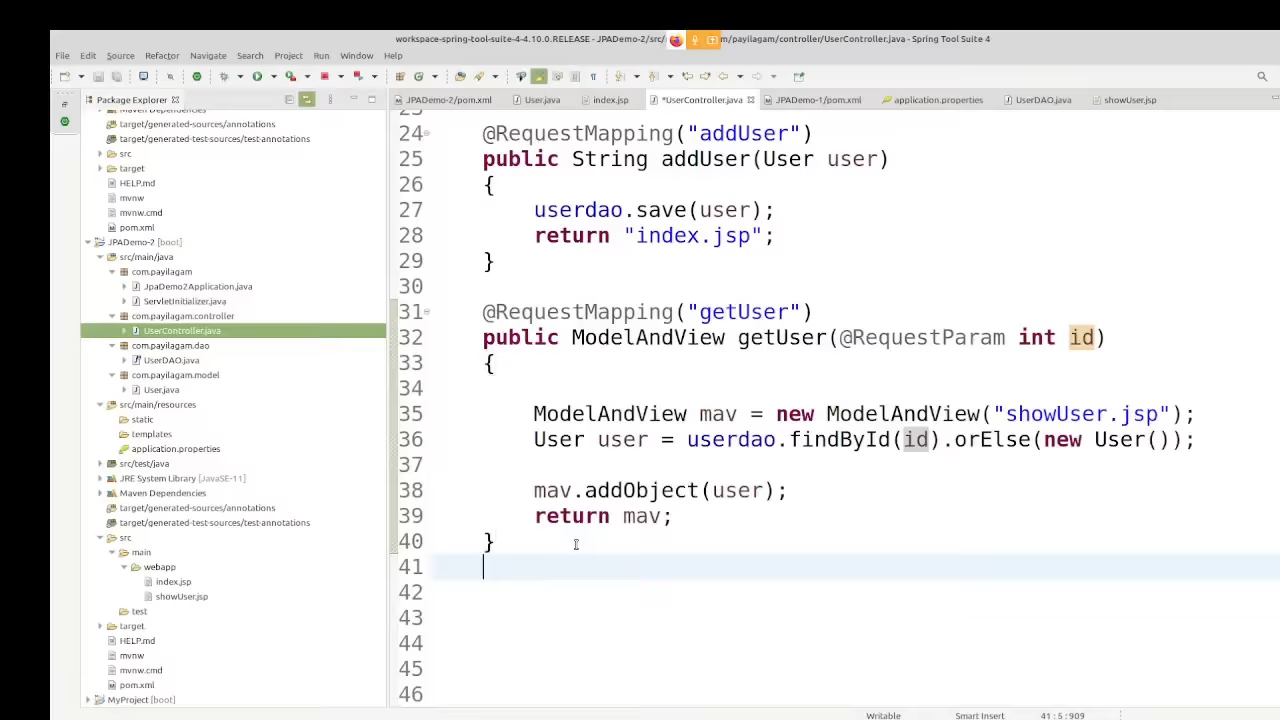 workspace-spring-tool-suite-4-4.10.0.RELEASE - JPADemo-2/src/ m/payilagam/controller/UserController.java - Spring Tool Suite 4
File Edit Source Refactor Navigate Search Project Run Window Help
Package Explorer
JPADemo-2/pom.xml User.java index.jsp *UserController.java JPADemo-1/pom.xml application.properties UserDAO.java showUser.jsp
Maven Dependencies
target/generated-sources/annotations
target/generated-test-sources/test-annotations
src
target
HELP.md
mvnw
mvnw.cmd
pom.xml
JPADemo-2 [boot]
src/main/java
com.payilagam
JpaDemo2Application.java
ServletInitializer.java
com.payilagam.controller
UserController.java
com.payilagam.dao
UserDAO.java
com.payilagam.model
User.java
src/main/resources
static
templates
application.properties
src/test/java
JRE System Library [JavaSE-11]
Maven Dependencies
target/generated-sources/annotations
target/generated-test-sources/test-annotations
src
main
webapp
index.jsp
showUser.jsp
test
target
HELP.md
mvnw
mvnw.cmd
pom.xml
MyProject [boot]
23
24 @RequestMapping("addUser")
25 public String addUser(User user)
26 {
27 userdao.save(user);
28 return "index.jsp";
29 }
30
31 @RequestMapping("getUser")
32 public ModelAndView getUser(@RequestParam int id)
33 {
34
35 ModelAndView mav = new ModelAndView("showUser.jsp");
36 User user = userdao.findById(id).orElse(new User());
37
38 mav.addObject(user);
39 return mav;
40 }
41
42
43
44
45
46
Writable Smart Insert 41 : 5 : 909